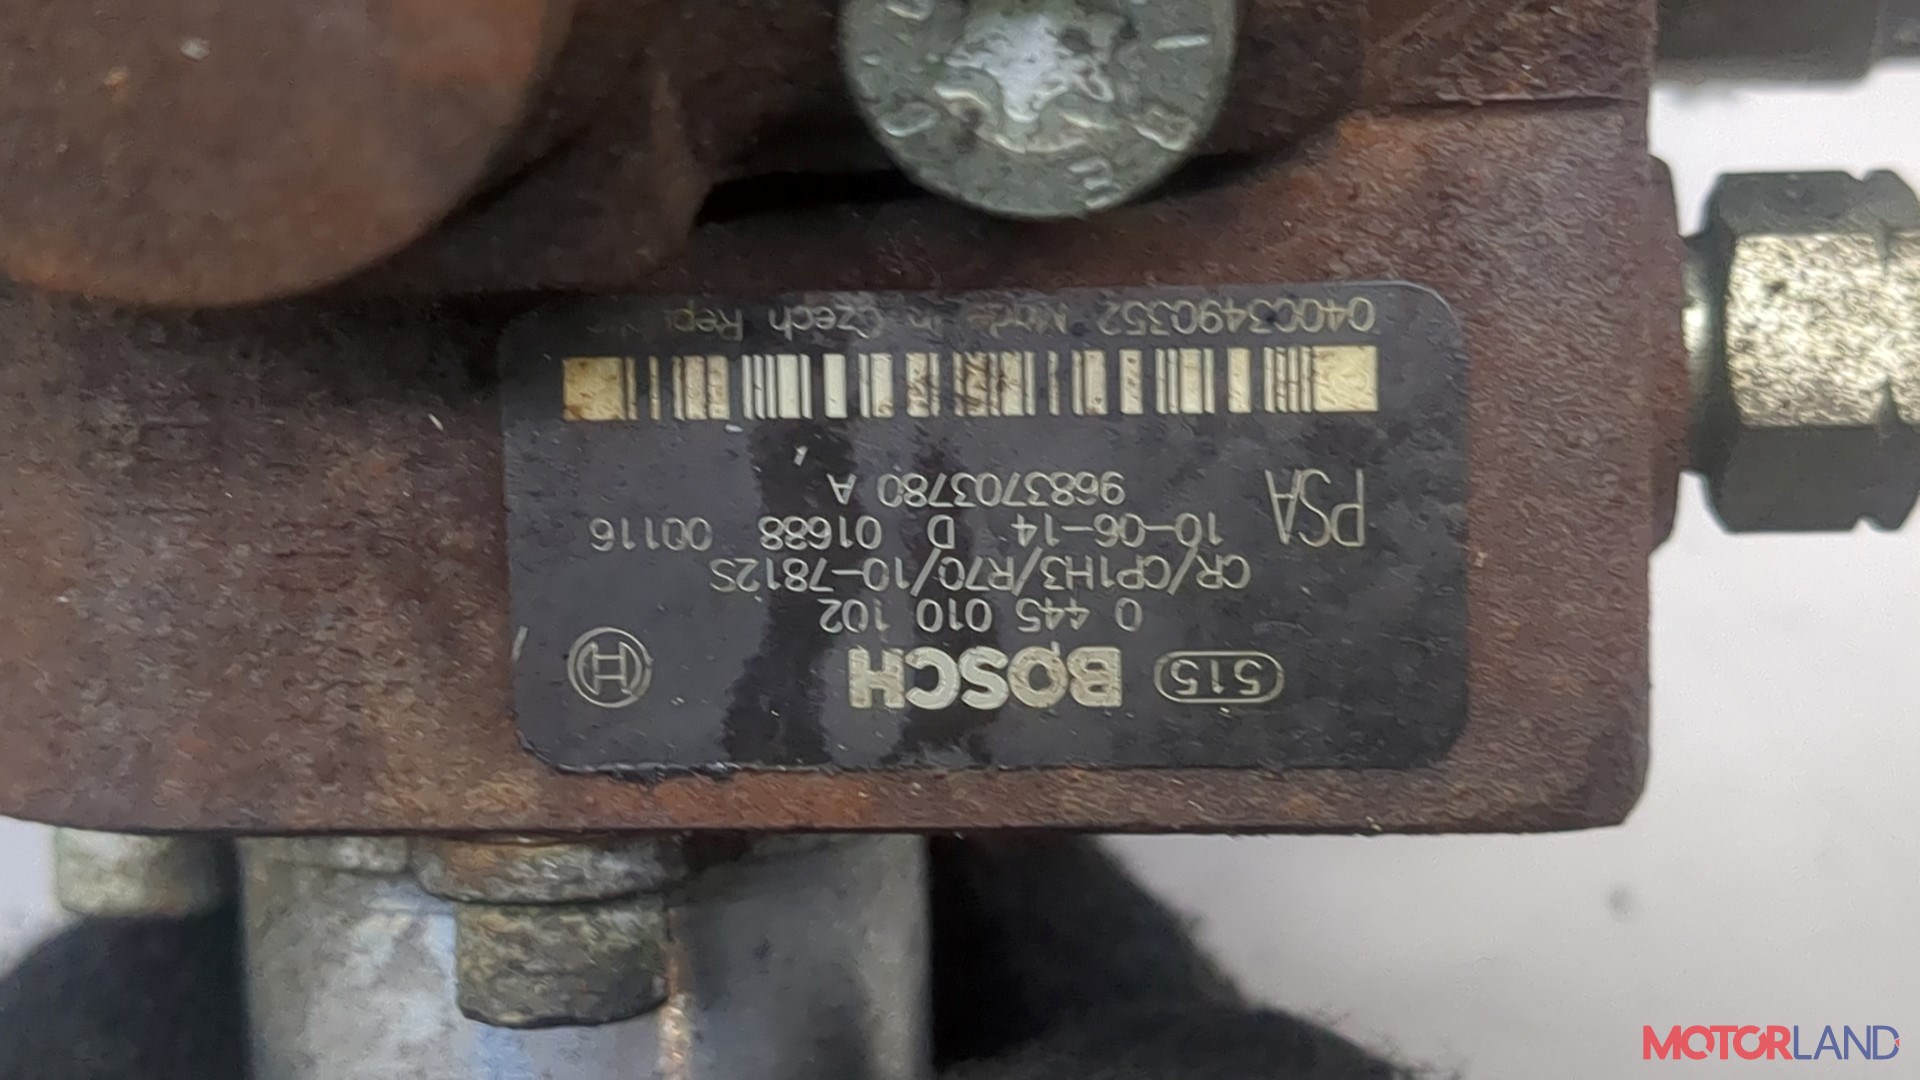 515 BOSCH
0 445 010 102
CR/CP1H3/R70/10-7812S
10-06-14 D 01688 00116
PSA 9683703780 A
04003490352 Made in Czech
MOTORLAND